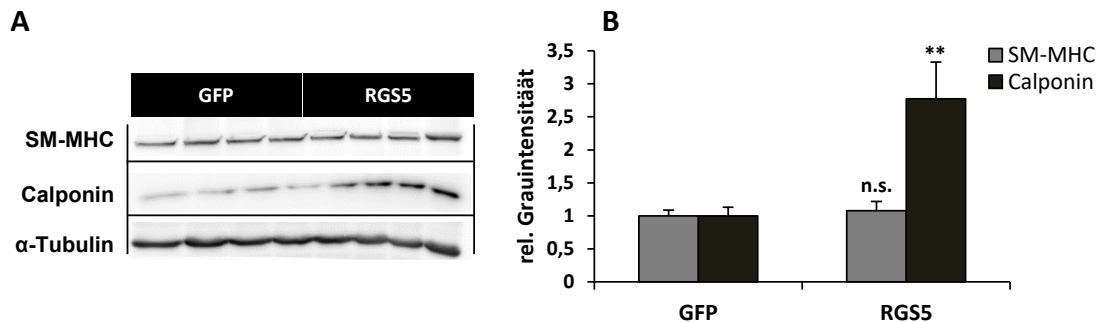 A
GFP RGS5
SM-MHC
Calponin
α-Tubulin
B
rel. Grauintensitäät
3,5
3
2,5
2
1,5
1
0,5
0
n.s.
**
GFP RGS5
SM-MHC
Calponin